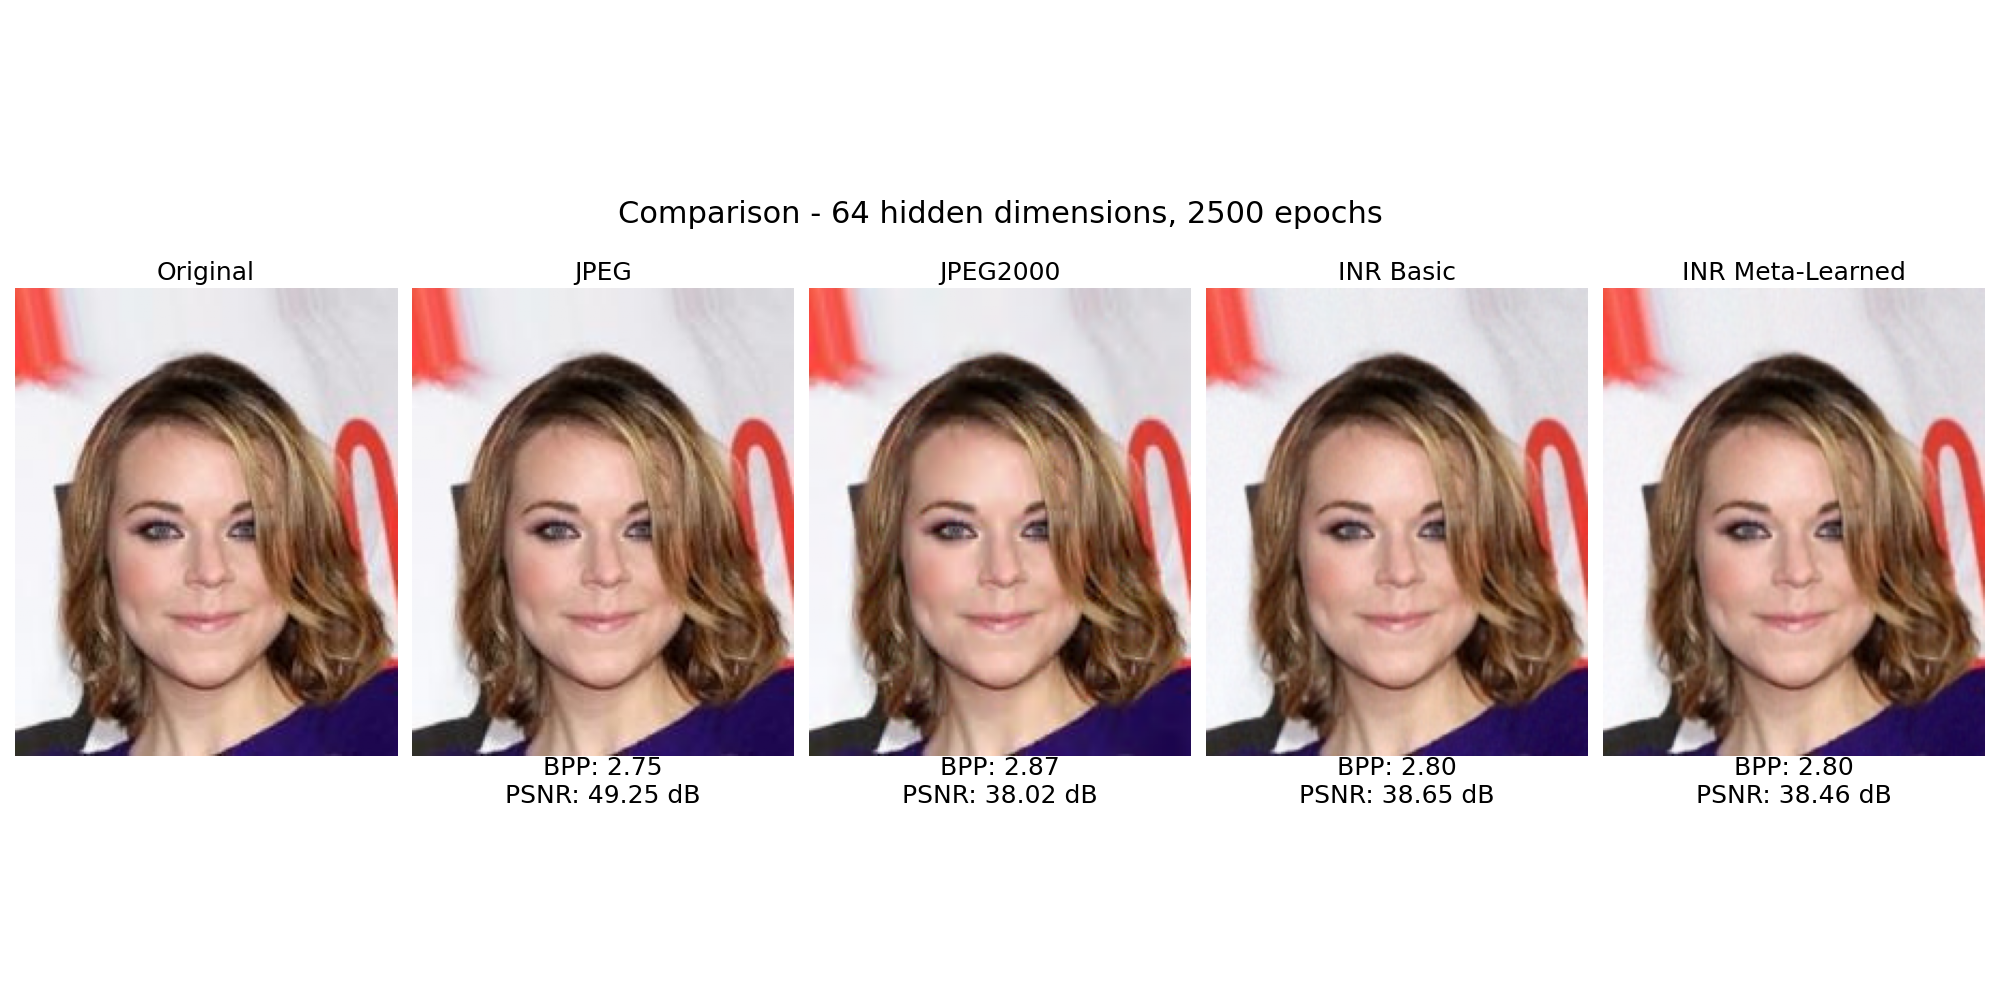 Comparison - 64 hidden dimensions, 2500 epochs
Original
JPEG
JPEG2000
INR Basic
INR Meta-Learned
BPP: 2.75
PSNR: 49.25 dB
BPP: 2.87
PSNR: 38.02 dB
BPP: 2.80
PSNR: 38.65 dB
BPP: 2.80
PSNR: 38.46 dB